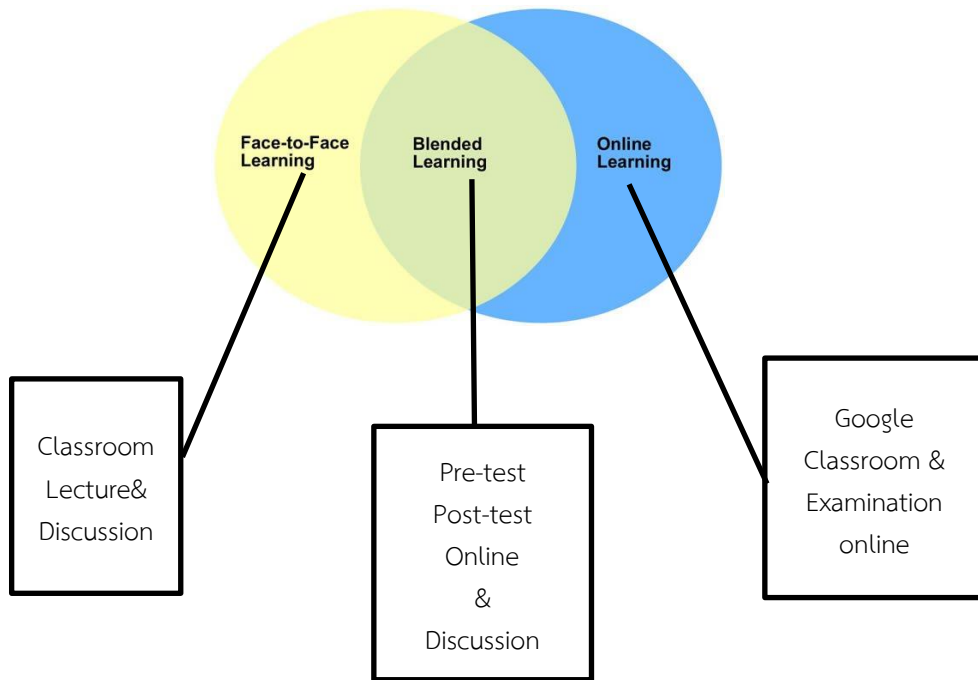 Face-to-Face
Learning
Blended
Learning
Online
Learning
Classroom
Lecture&
Discussion
Pre-test
Post-test
Online
&
Discussion
Google
Classroom &
Examination
online